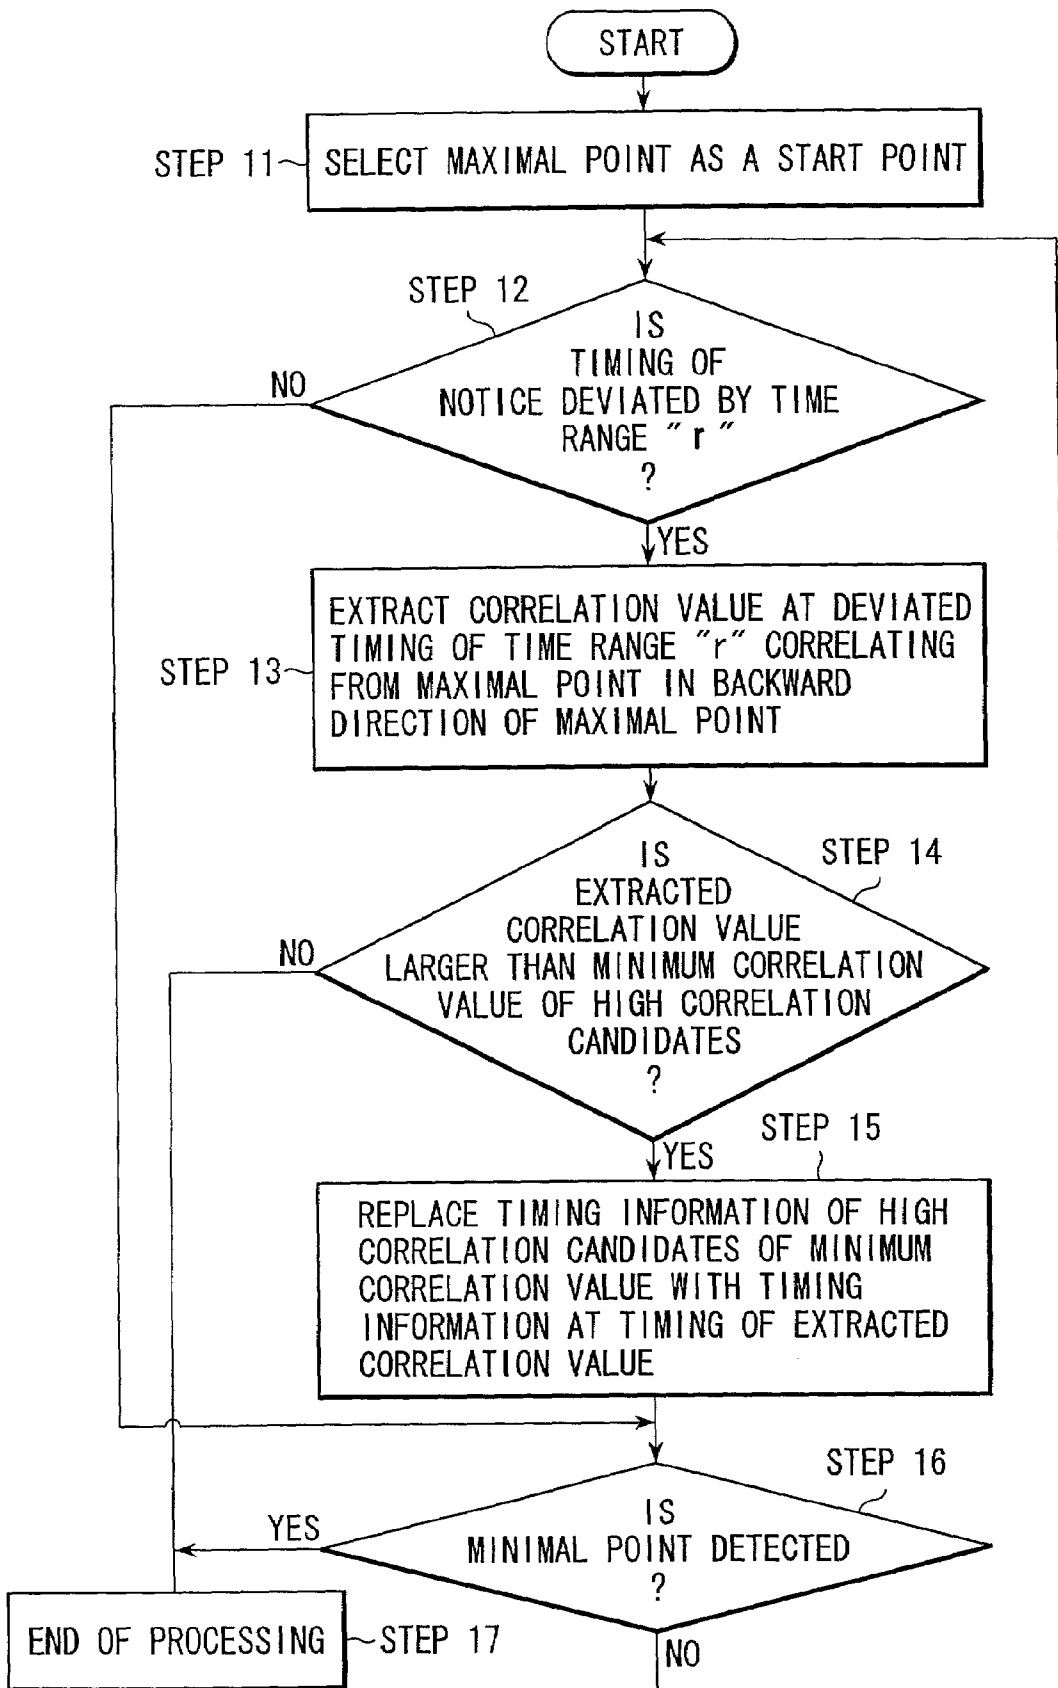 START
STEP 11
SELECT MAXIMAL POINT AS A START POINT
STEP 12
IS
TIMING OF
NOTICE DEVIATED BY TIME
RANGE "r"
?
NO
YES
STEP 13
EXTRACT CORRELATION VALUE AT DEVIATED
TIMING OF TIME RANGE "r" CORRELATING
FROM MAXIMAL POINT IN BACKWARD
DIRECTION OF MAXIMAL POINT
STEP 14
IS
EXTRACTED
CORRELATION VALUE
LARGER THAN MINIMUM CORRELATION
VALUE OF HIGH CORRELATION
CANDIDATES
?
NO
YES
STEP 15
REPLACE TIMING INFORMATION OF HIGH
CORRELATION CANDIDATES OF MINIMUM
CORRELATION VALUE WITH TIMING
INFORMATION AT TIMING OF EXTRACTED
CORRELATION VALUE
STEP 16
IS
MINIMAL POINT DETECTED
?
YES
NO
END OF PROCESSING
STEP 17